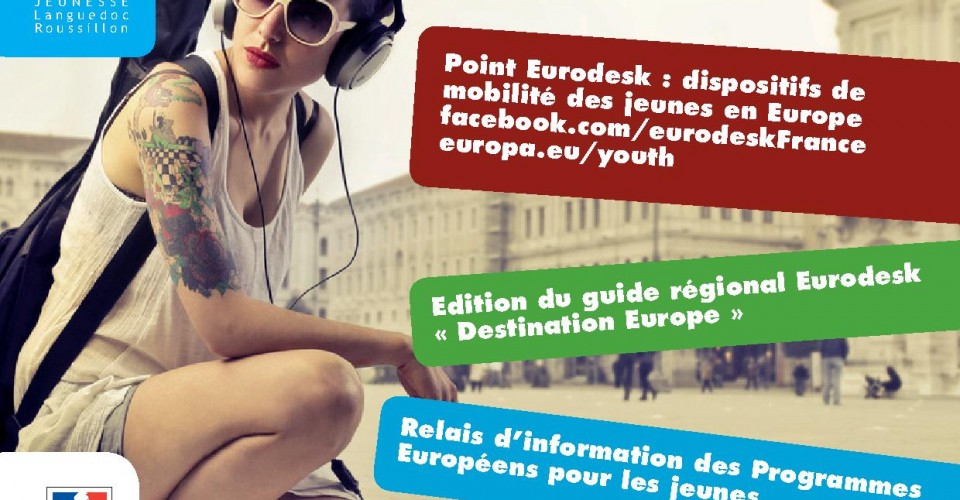 JEUNESSE
Languedoc
Roussillon
Point Eurodesk : dispositifs de
mobilité des jeunes en Europe
facebook.com/eurodeskFrance
europa.eu/youth
Edition du guide régional Eurodesk
« Destination Europe »
Relais d'information des Programmes
Européens pour les jeunes